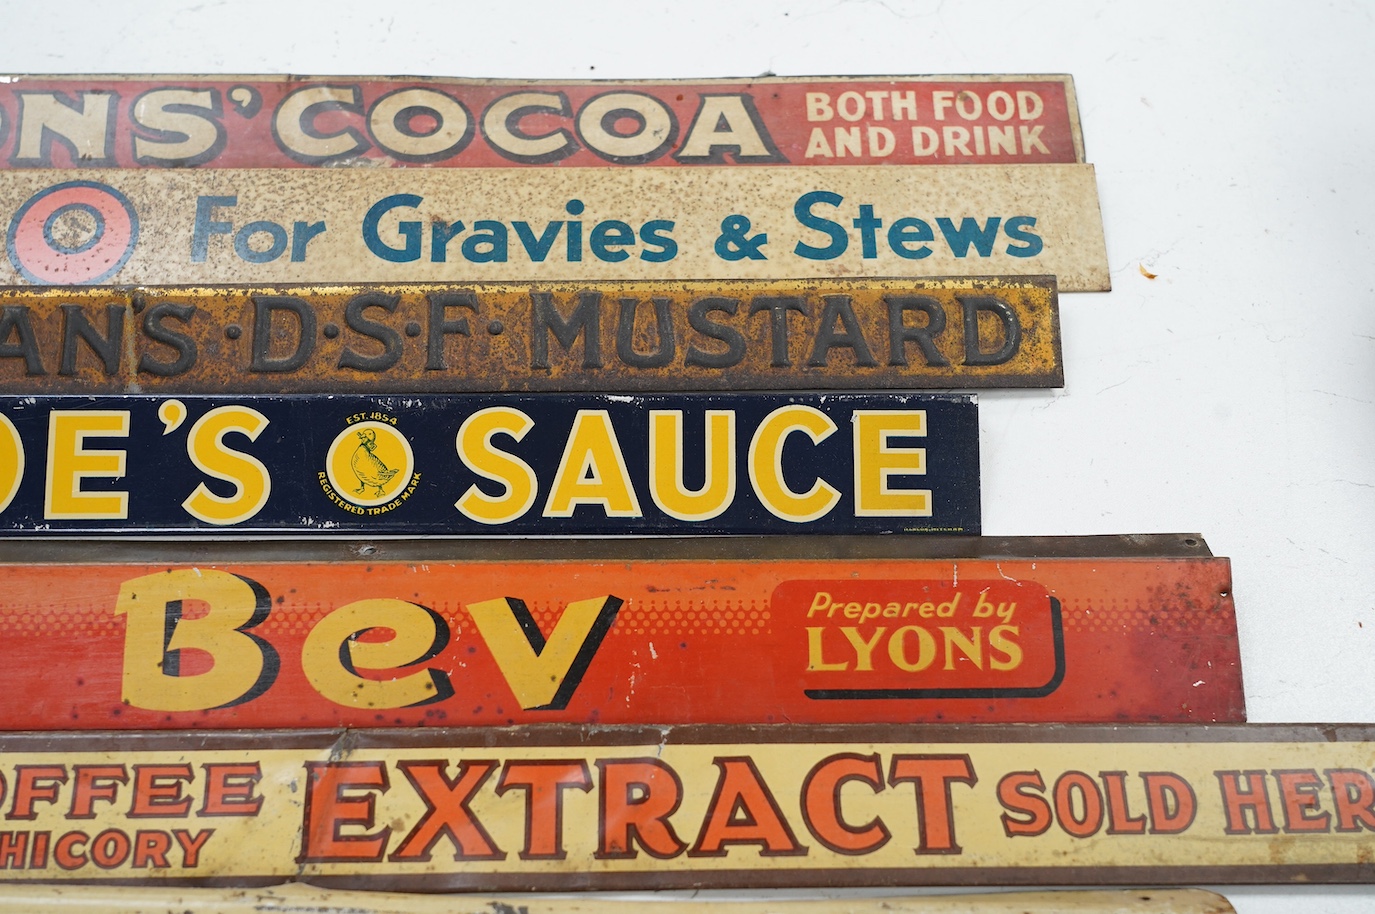 ONS' COCOA BOTH FOOD
AND DRINK
O For Gravies & Stews
ANS·D·S·F·MUSTARD
OE'S SAUCE
EST. 1854
REGISTERED TRADE MARK
Bev
Prepared by
LYONS
OFFEE EXTRACT SOLD HER
HICORY